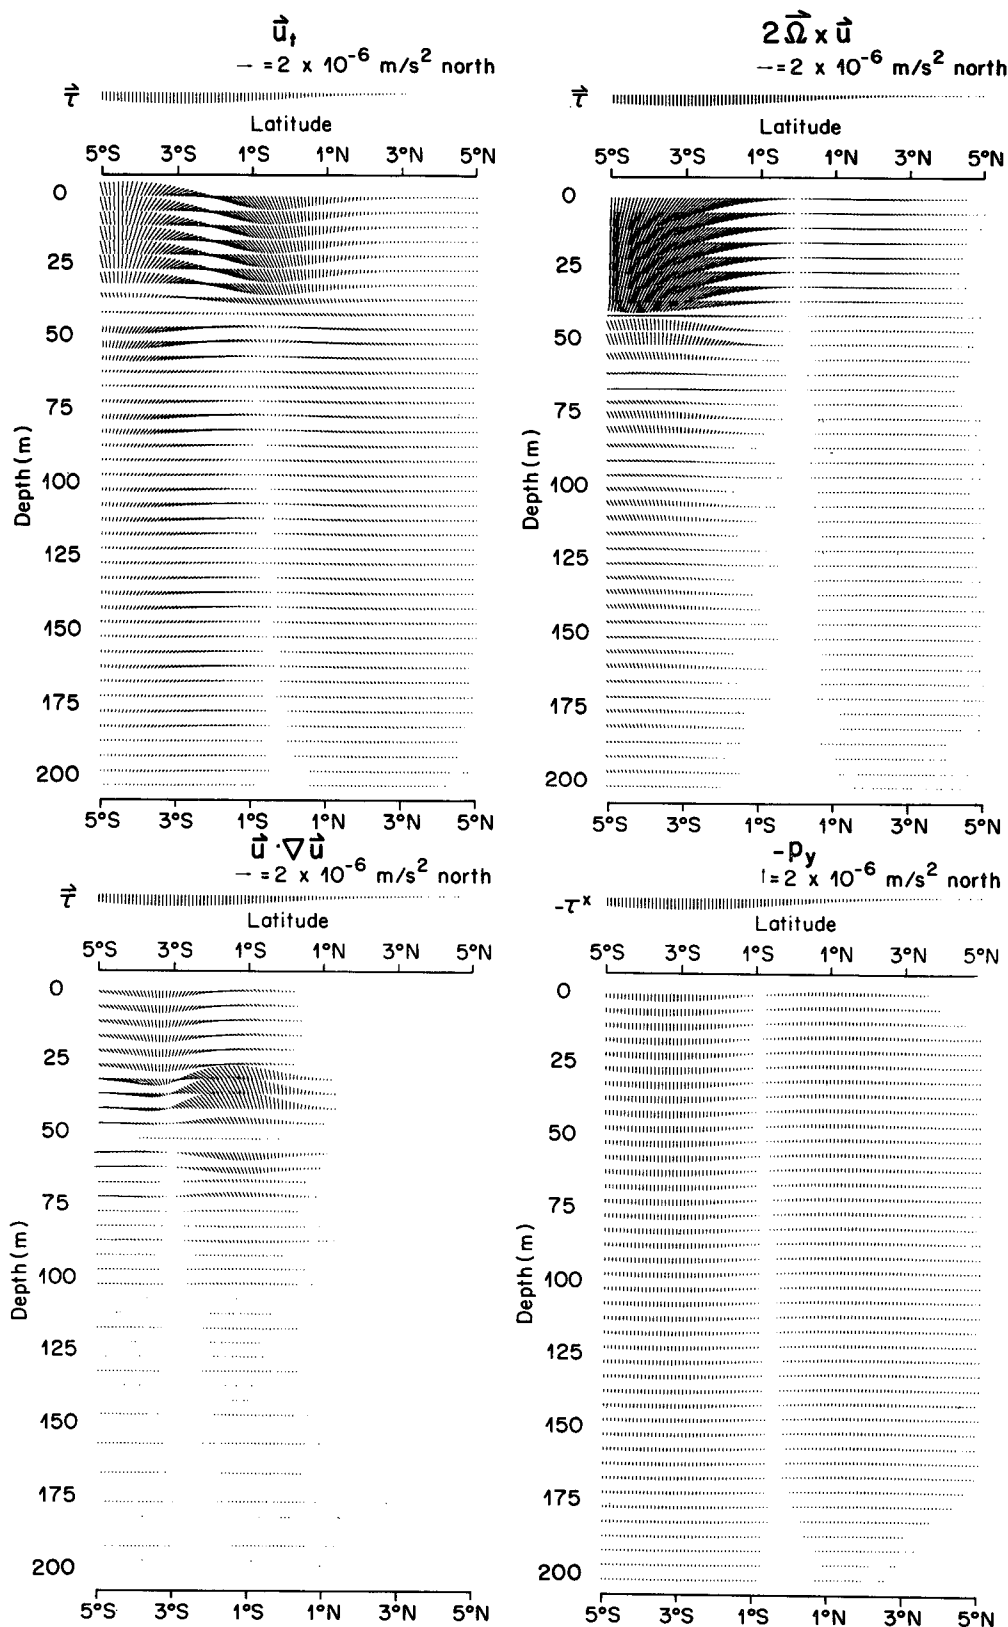 u⃗ₜ
→ = 2 x 10⁻⁶ m/s² north
τ⃗
Latitude
5°S 3°S 1°S 1°N 3°N 5°N
0
25
50
75
100
125
150
175
200
Depth(m)
5°S 3°S 1°S 1°N 3°N 5°N
2Ω⃗ x u⃗
→ = 2 x 10⁻⁶ m/s² north
τ⃗
Latitude
5°S 3°S 1°S 1°N 3°N 5°N
0
25
50
75
100
125
150
175
200
Depth(m)
5°S 3°S 1°S 1°N 3°N 5°N
u⃗ · ∇u⃗
→ = 2 x 10⁻⁶ m/s² north
τ⃗
Latitude
5°S 3°S 1°S 1°N 3°N 5°N
0
25
50
75
100
125
150
175
200
Depth(m)
5°S 3°S 1°S 1°N 3°N 5°N
-p_y
↑ = 2 x 10⁻⁶ m/s² north
-τˣ
Latitude
5°S 3°S 1°S 1°N 3°N 5°N
0
25
50
75
100
125
150
175
200
Depth(m)
5°S 3°S 1°S 1°N 3°N 5°N